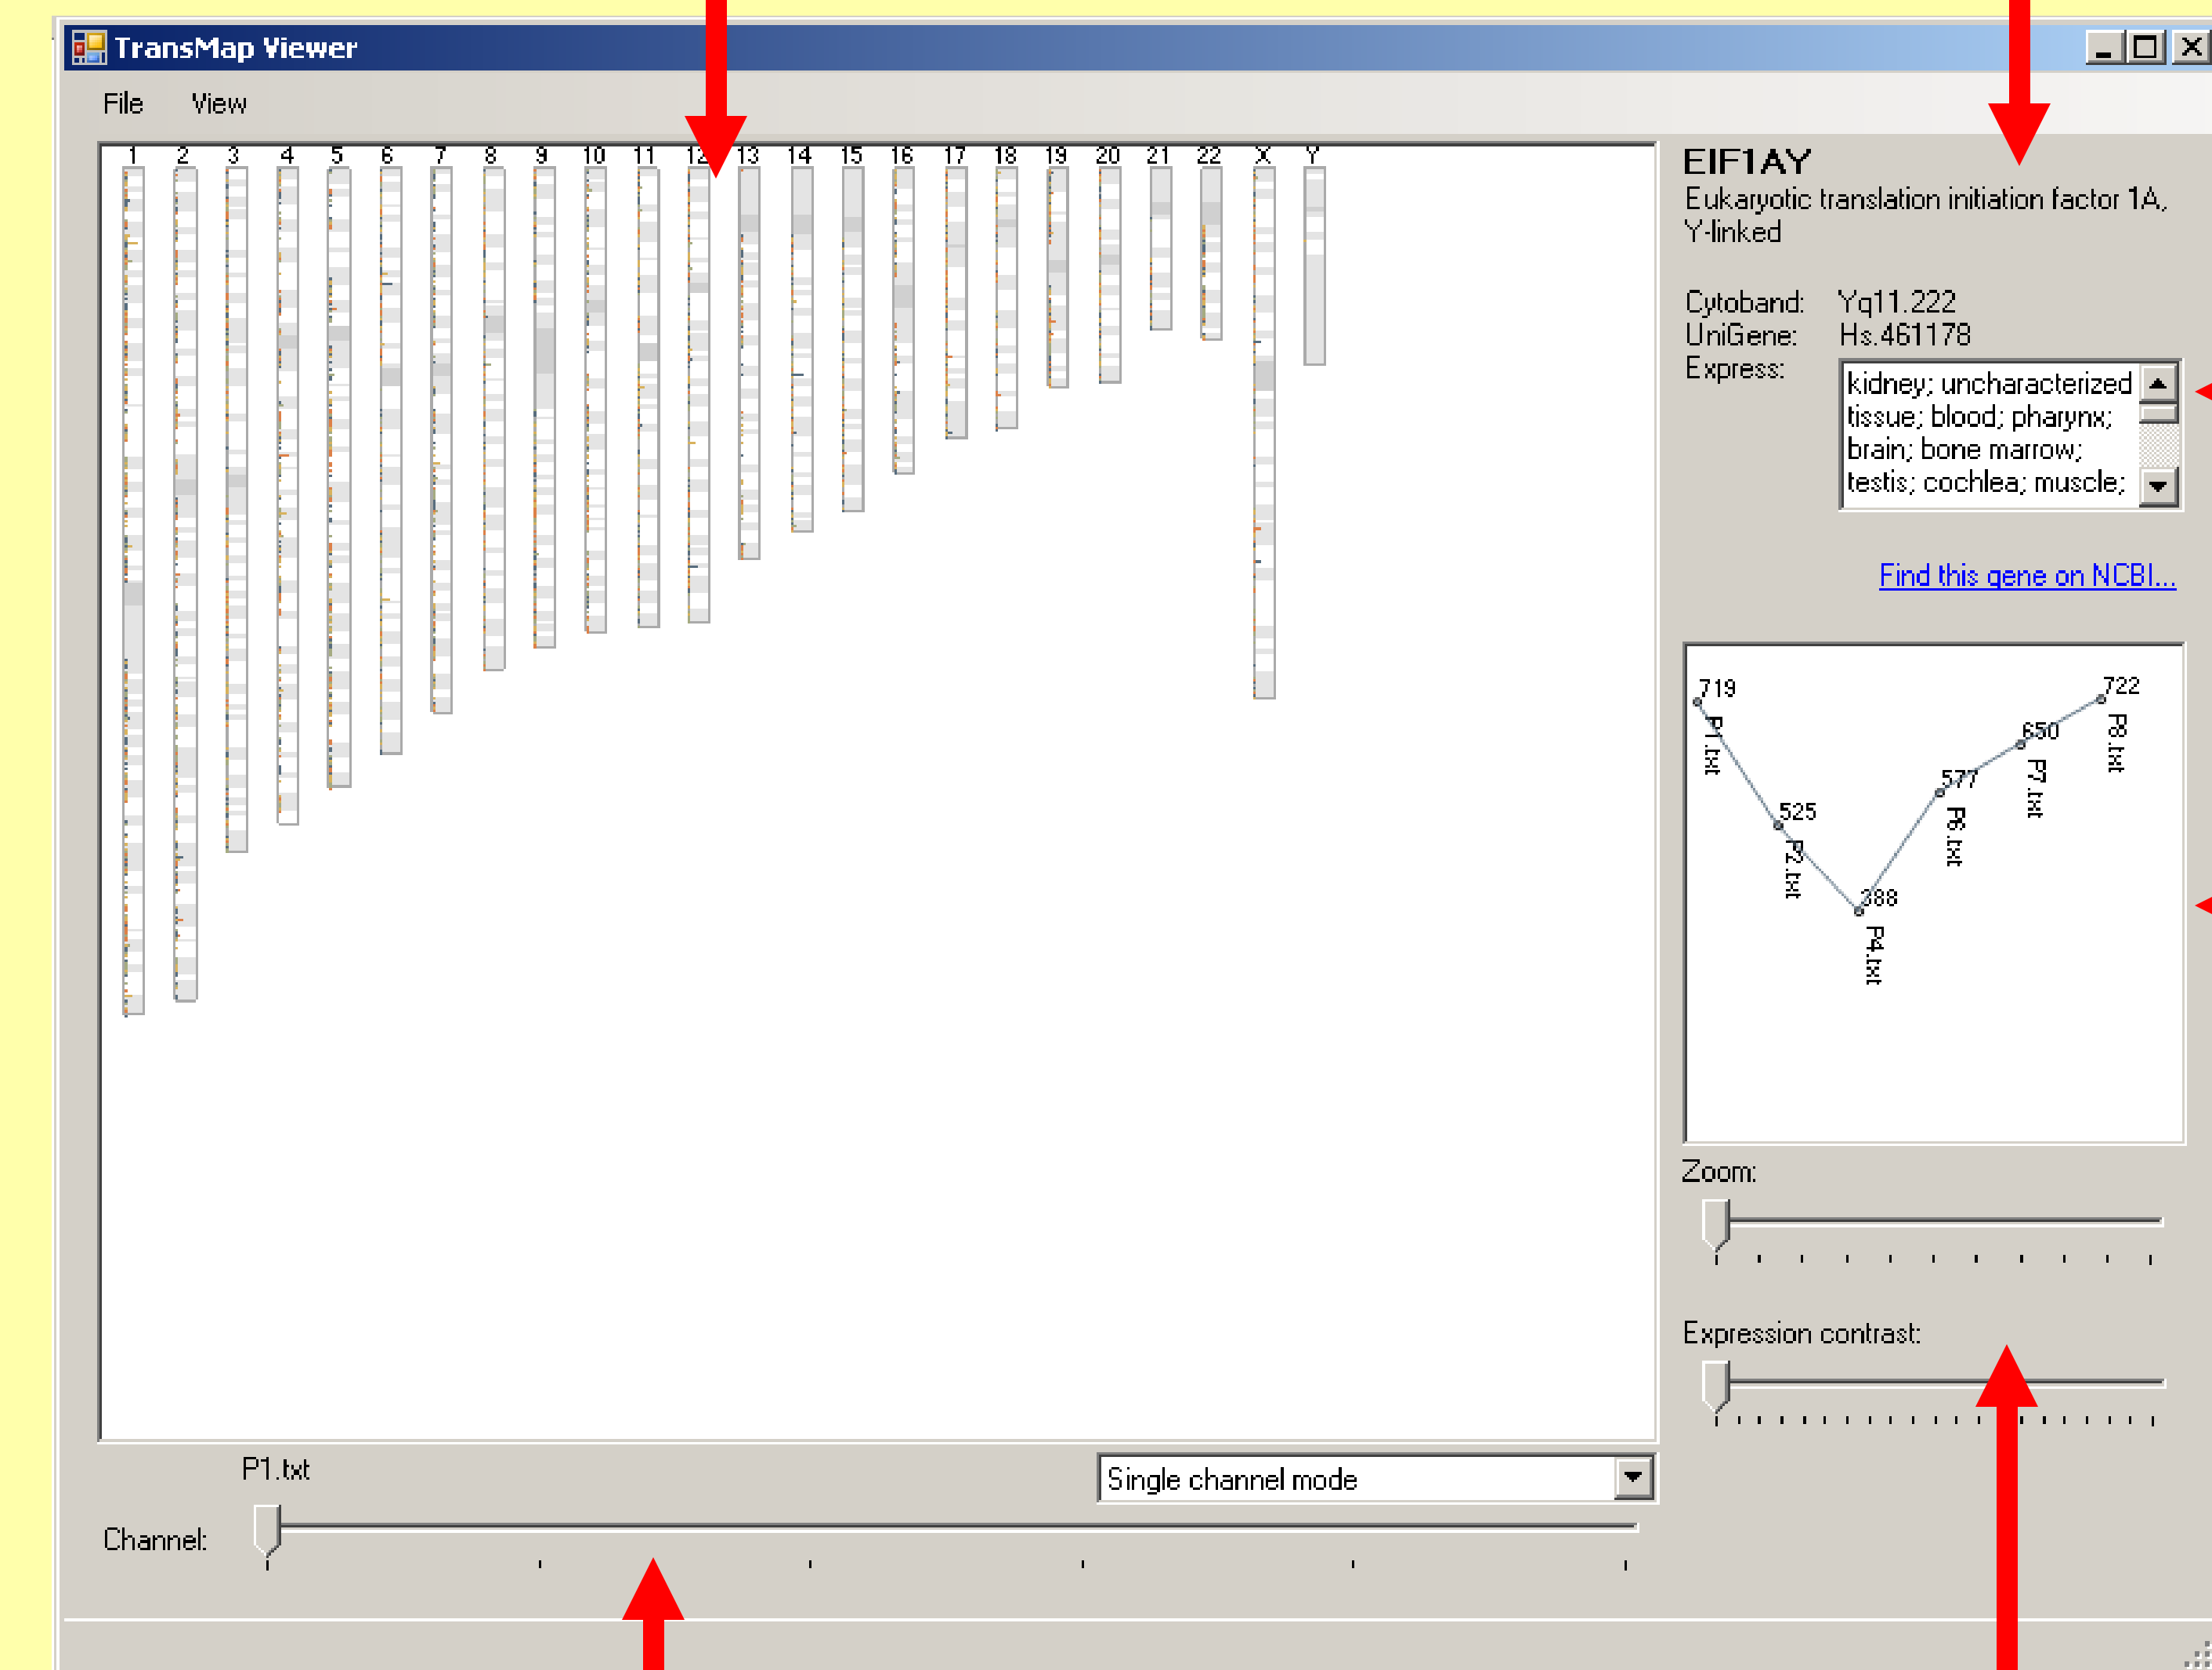 TransMap Viewer
File View
1 2 3 4 5 6 7 8 9 10 11 12 13 14 15 16 17 18 19 20 21 22 X Y
EIF1AY
Eukaryotic translation initiation factor 1A,
Y-linked
Cytoband: Yq11.222
UniGene: Hs.461178
Express:
kidney; uncharacterized
tissue; blood; pharynx;
brain; bone marrow;
testis; cochlea; muscle;
Find this gene on NCBI...
719
P1.txt
525
P2.txt
388
P4.txt
577
P6.txt
650
P7.txt
722
P8.txt
Zoom:
Expression contrast:
P1.txt
Single channel mode
Channel: